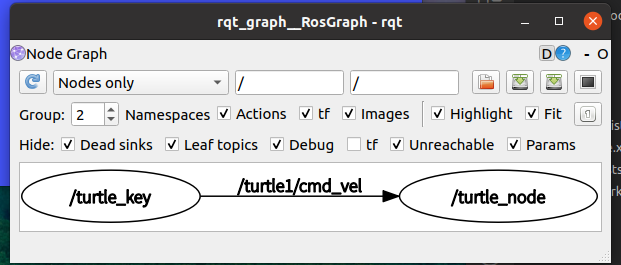 rqt_graph__RosGraph - rqt
Node Graph D ? - O
Nodes only / /
Group: 2 Namespaces Actions tf Images Highlight Fit
Hide: Dead sinks Leaf topics Debug tf Unreachable Params
/turtle_key /turtle1/cmd_vel /turtle_node